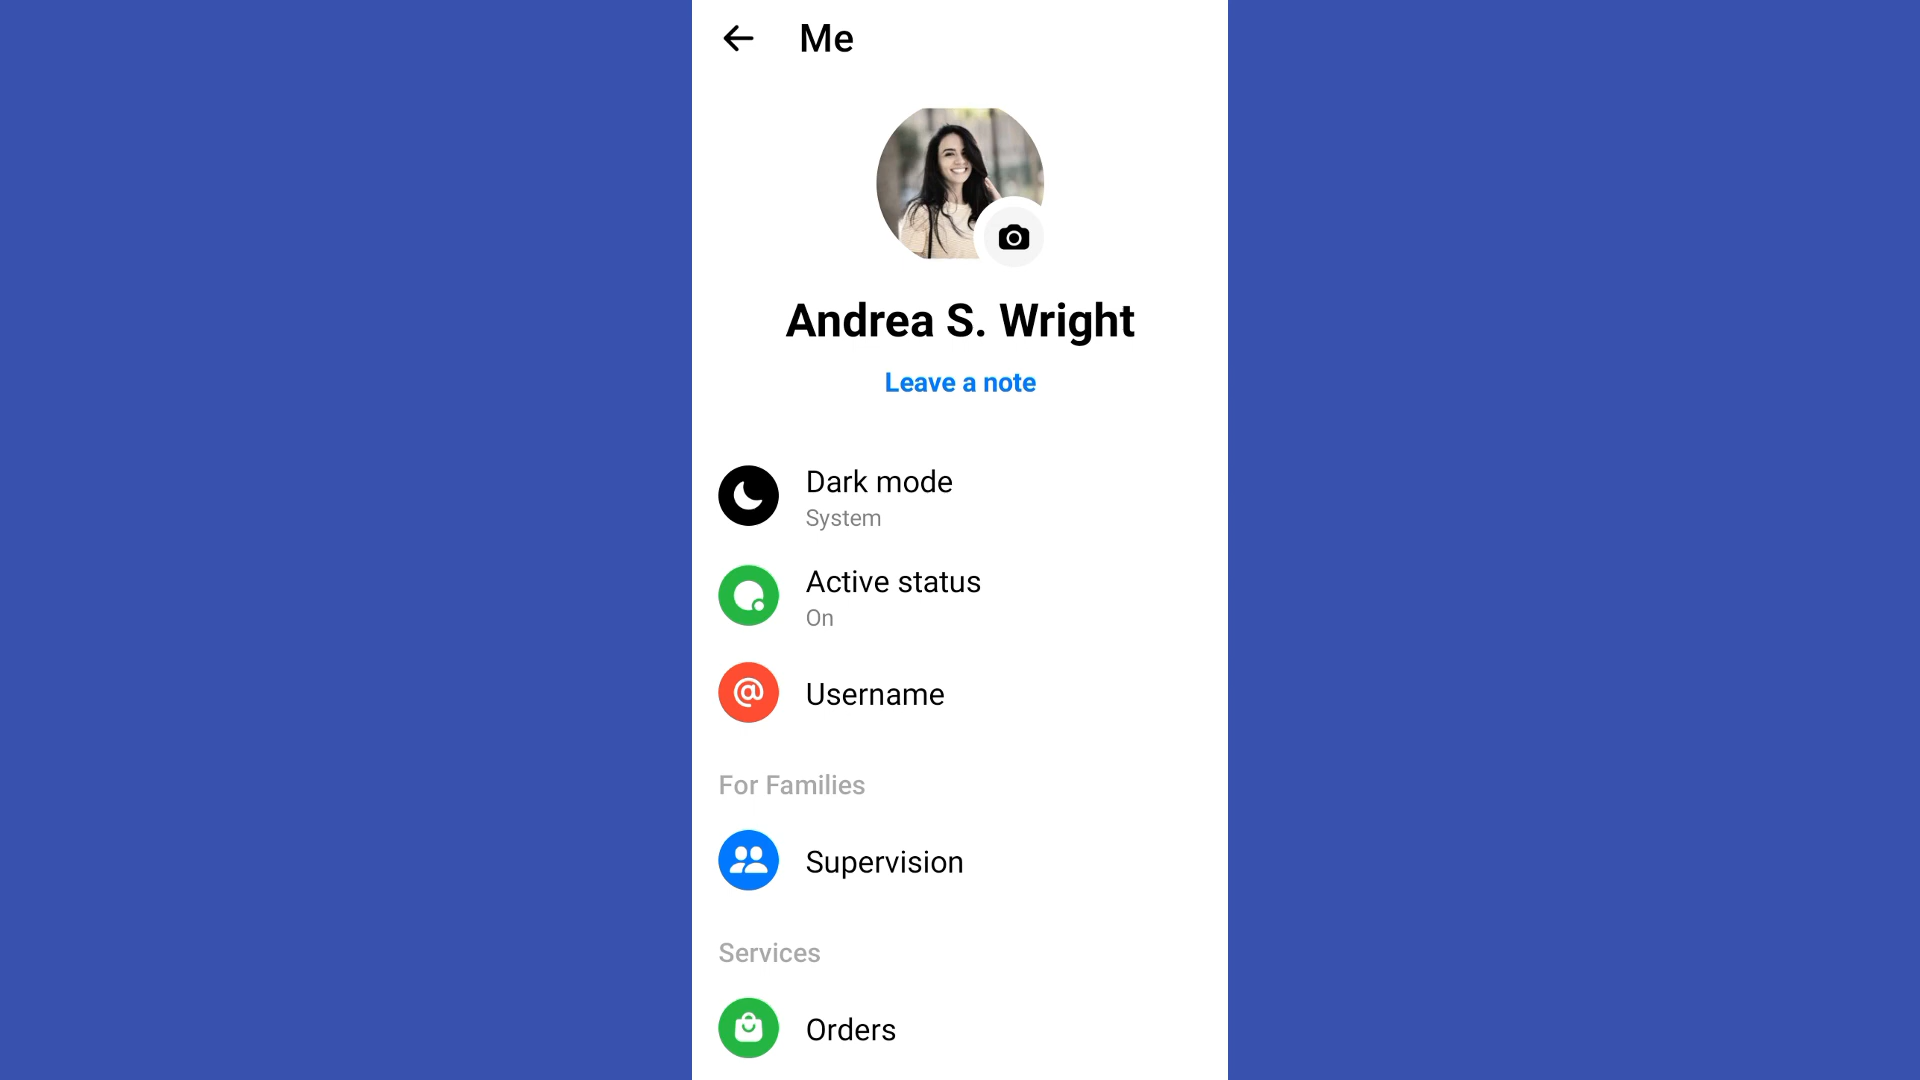 Me
Andrea S. Wright
Leave a note
Dark mode
System
Active status
On
Username
For Families
Supervision
Services
Orders